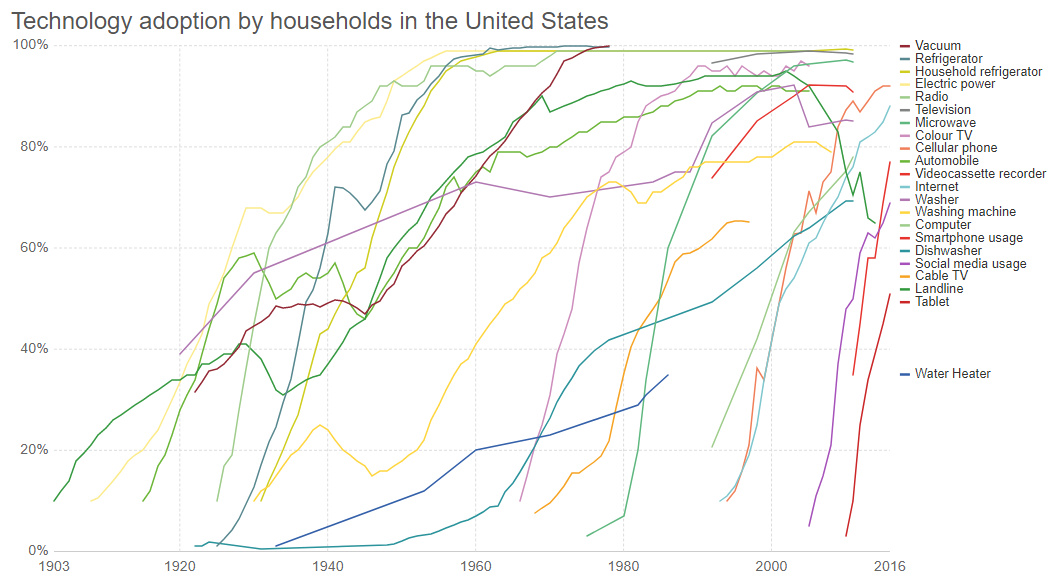 Technology adoption by households in the United States
100%
80%
60%
40%
20%
0%
1903
1920
1940
1960
1980
2000
2016
Vacuum
Refrigerator
Household refrigerator
Electric power
Radio
Television
Microwave
Colour TV
Cellular phone
Automobile
Videocassette recorder
Internet
Washer
Washing machine
Computer
Smartphone usage
Dishwasher
Social media usage
Cable TV
Landline
Tablet
Water Heater